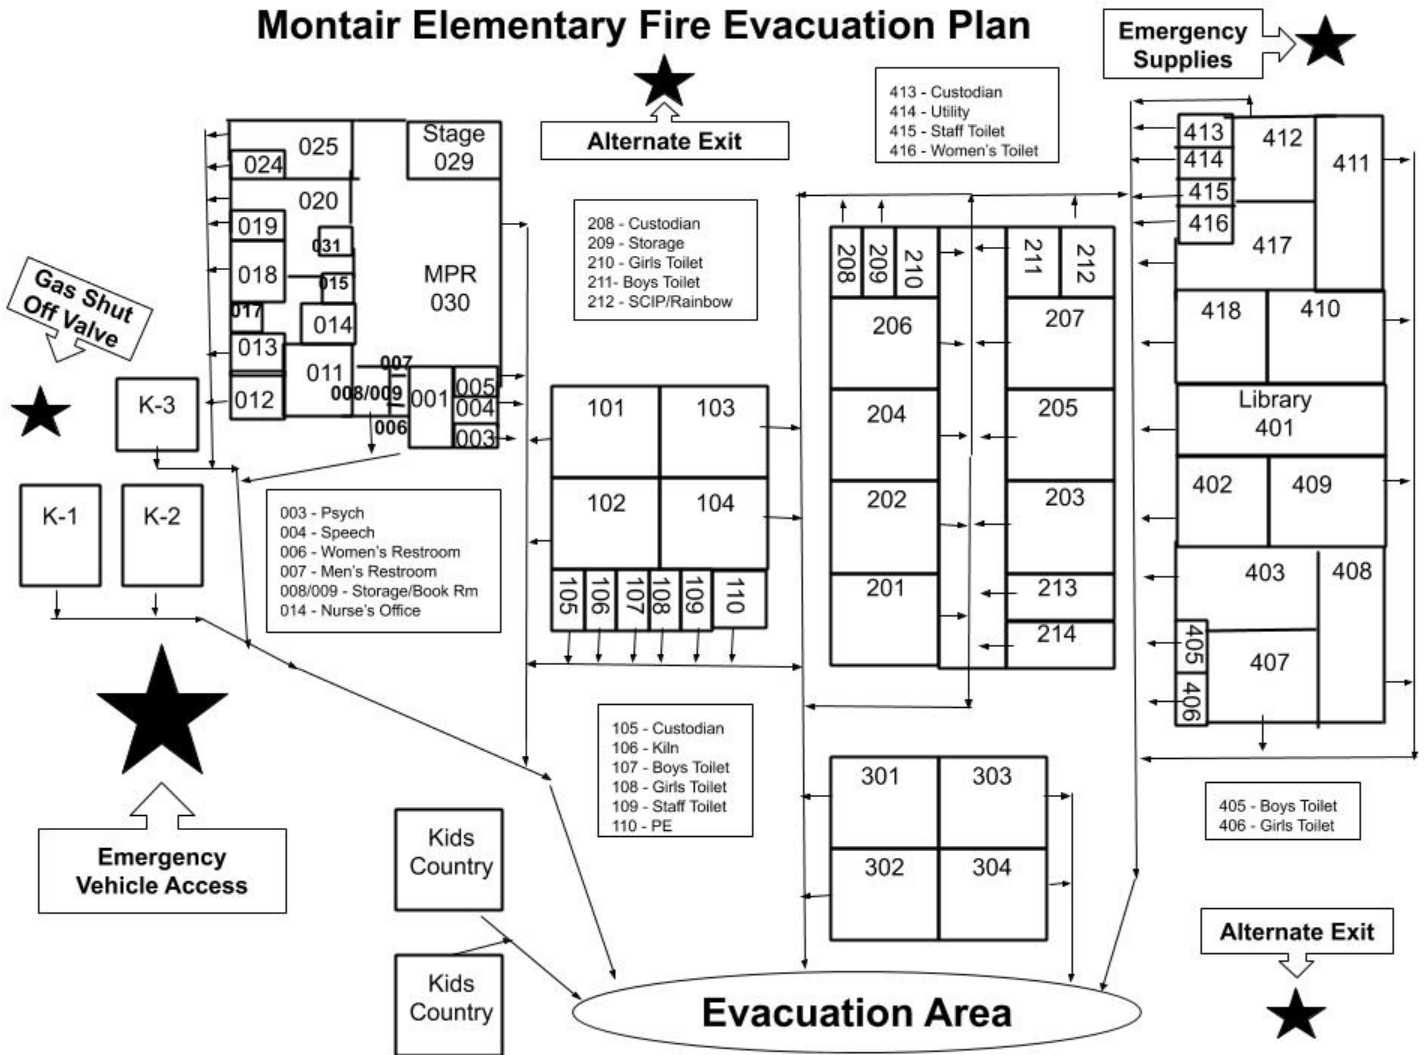 Montair Elementary Fire Evacuation Plan
Emergency
Supplies
Alternate Exit
413 - Custodian
414 - Utility
415 - Staff Toilet
416 - Women's Toilet
025
024
020
019
031
018
015
017
014
013
011
012
Stage
029
MPR
030
007
008/009
006
001
005
004
003
Gas Shut
Off Valve
K-3
K-1
K-2
208 - Custodian
209 - Storage
210 - Girls Toilet
211- Boys Toilet
212 - SCIP/Rainbow
003 - Psych
004 - Speech
006 - Women's Restroom
007 - Men's Restroom
008/009 - Storage/Book Rm
014 - Nurse's Office
101
103
102
104
105
106
107
108
109
110
105 - Custodian
106 - Kiln
107 - Boys Toilet
108 - Girls Toilet
109 - Staff Toilet
110 - PE
208
209
210
211
212
206
207
204
205
202
203
201
213
214
301
303
302
304
413
414
415
416
412
411
417
418
410
Library
401
402
409
403
408
405
406
407
405 - Boys Toilet
406 - Girls Toilet
Emergency
Vehicle Access
Kids
Country
Kids
Country
Alternate Exit
Evacuation Area